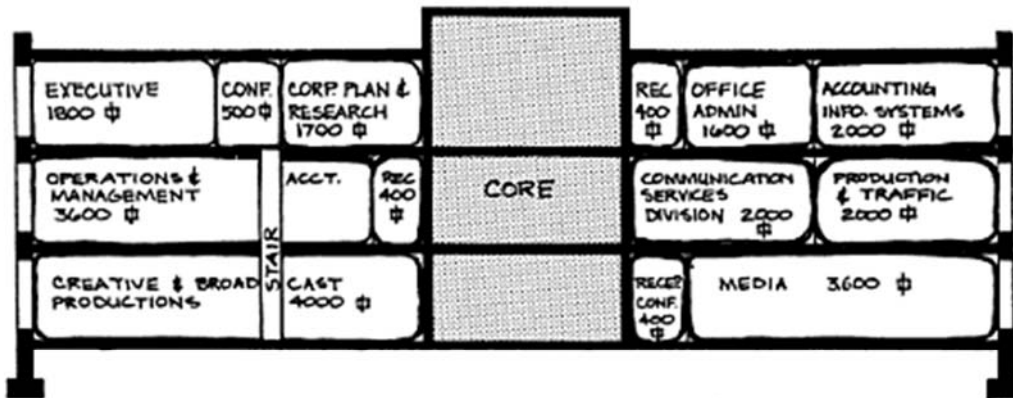 EXECUTIVE
1800 ⏍
CONF.
500 ⏍
CORP. PLAN &
RESEARCH
1700 ⏍
REC
400
⏍
OFFICE
ADMIN
1600 ⏍
ACCOUNTING
INFO. SYSTEMS
2000 ⏍
OPERATIONS &
MANAGEMENT
3600 ⏍
ACCT.
REC
400
⏍
CORE
COMMUNICATION
SERVICES
DIVISION 2000
⏍
PRODUCTION
& TRAFFIC
2000 ⏍
STAIR
CREATIVE & BROAD CAST
PRODUCTIONS 4000 ⏍
RECEP
CONF.
400
⏍
MEDIA 3600 ⏍